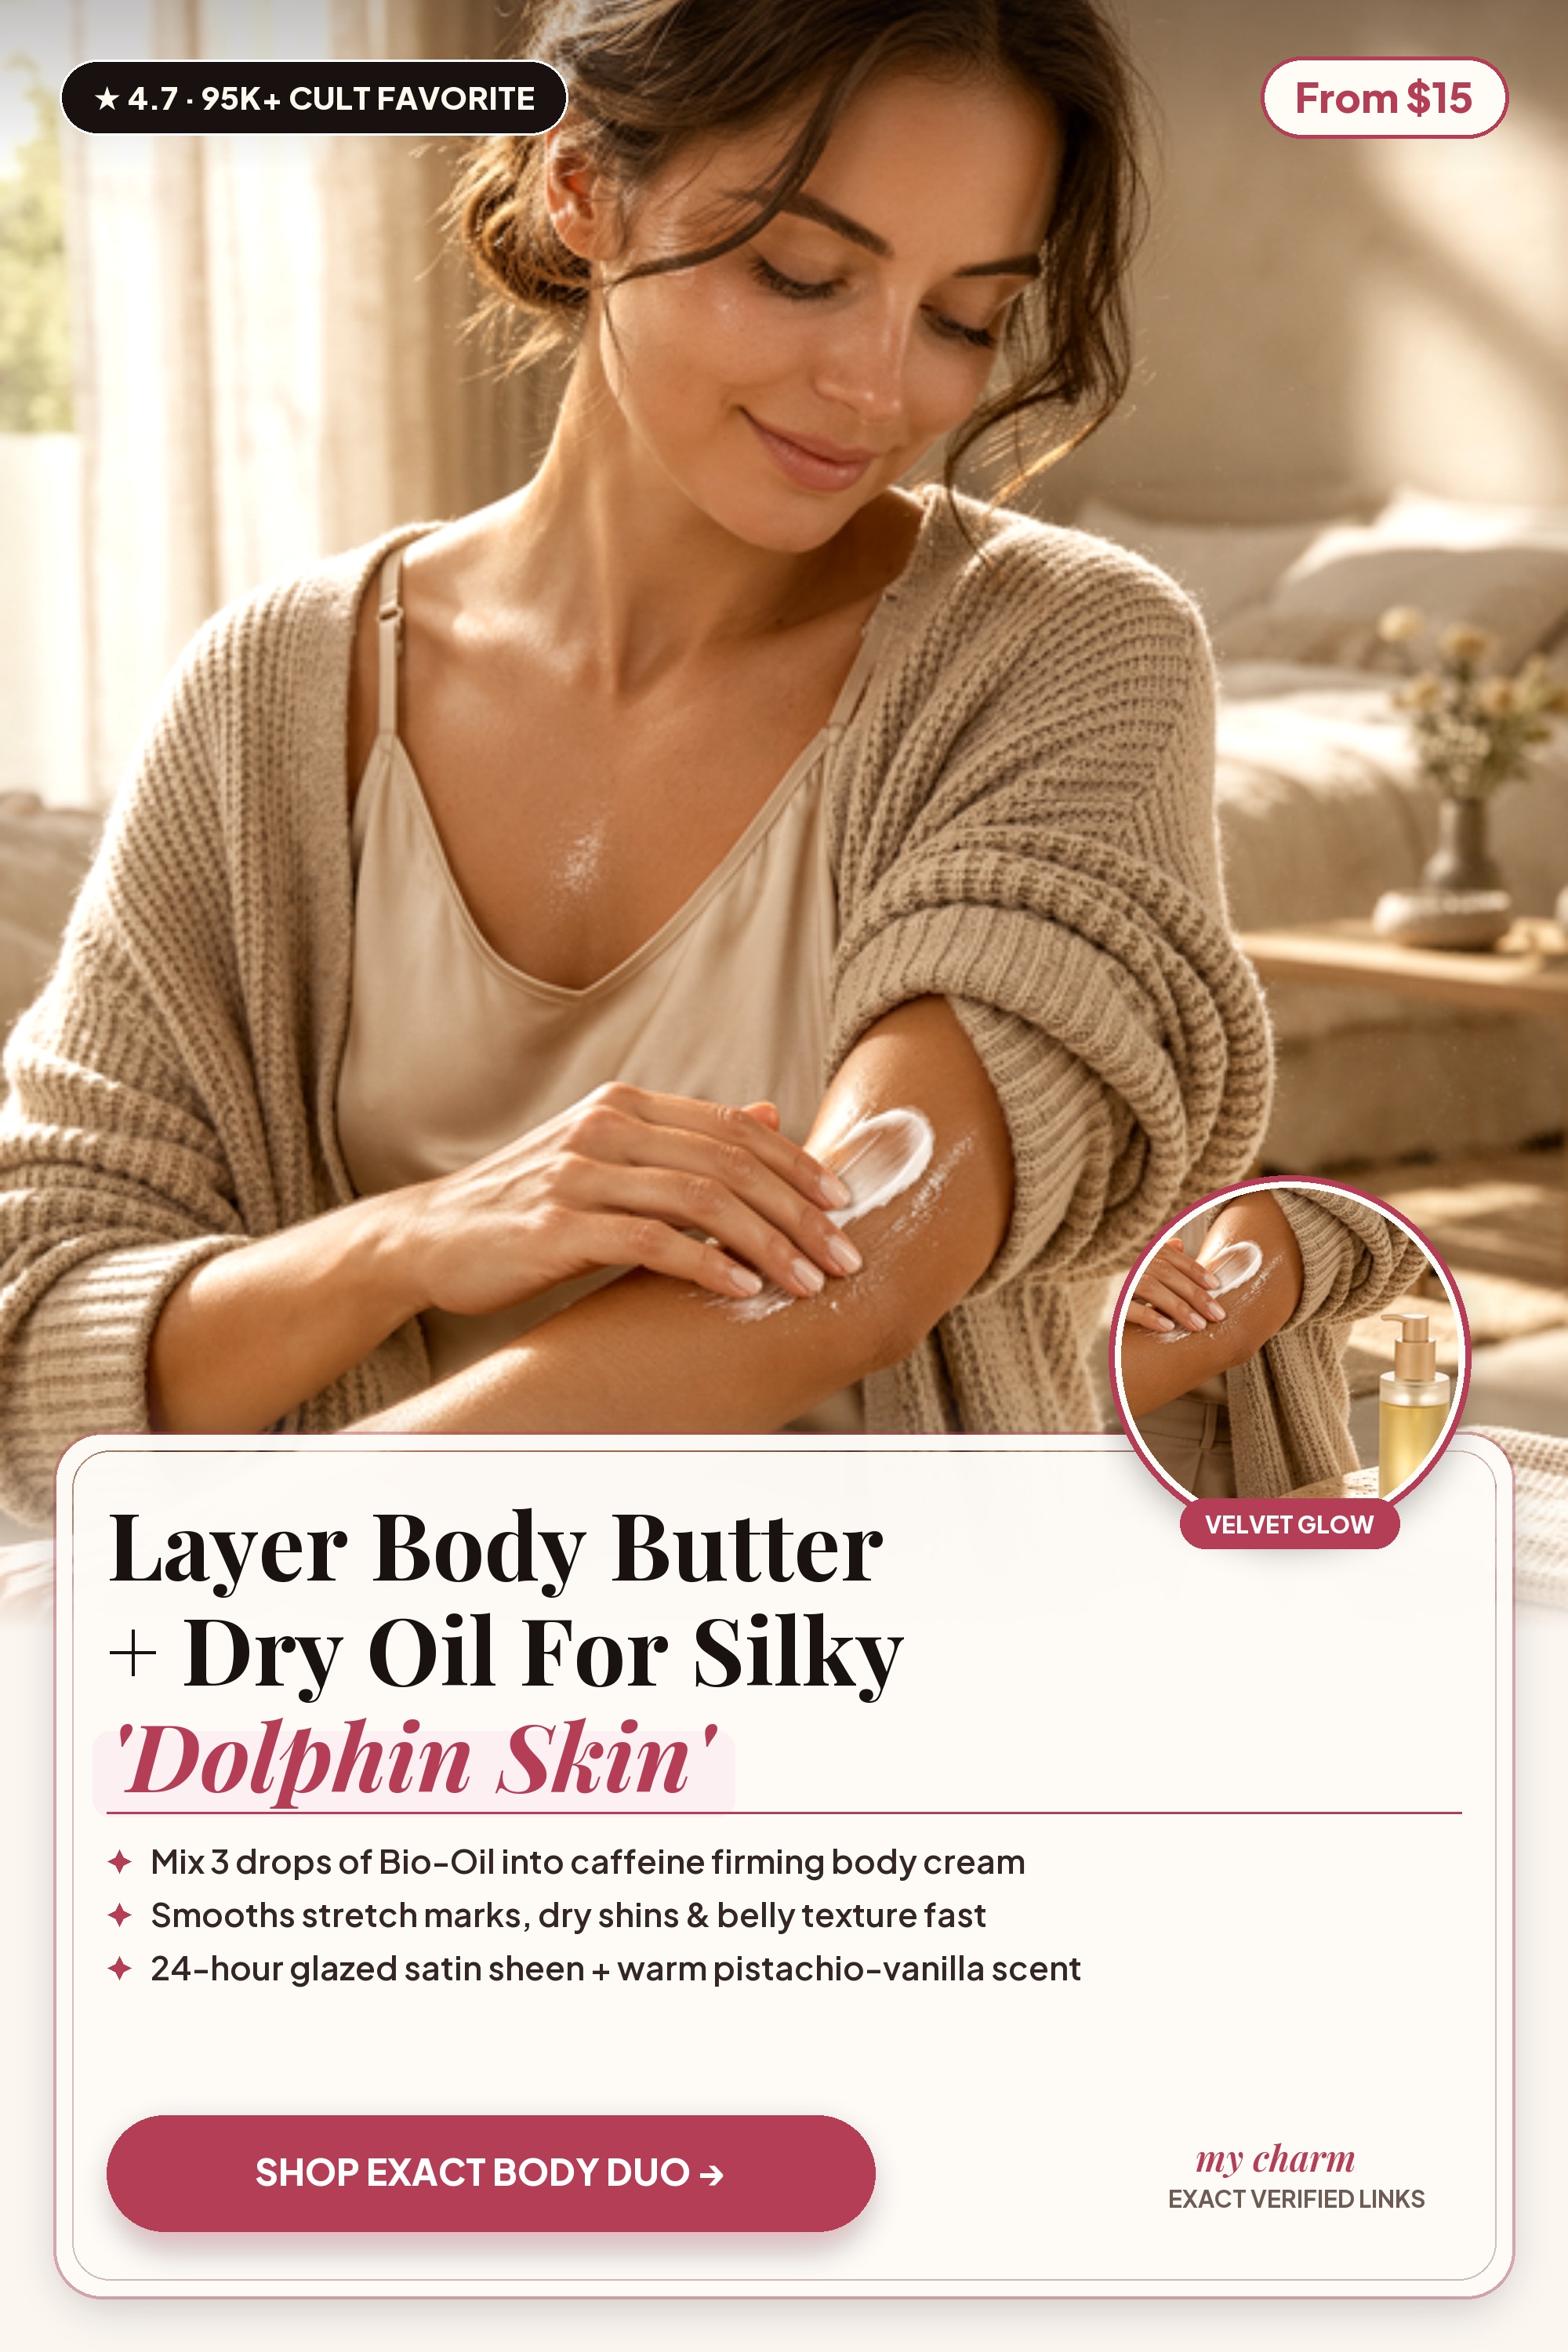 ★ 4.7 · 95K+ CULT FAVORITE
From $15
VELVET GLOW
Layer Body Butter
+ Dry Oil For Silky
'Dolphin Skin'
Mix 3 drops of Bio-Oil into caffeine firming body cream
Smooths stretch marks, dry shins & belly texture fast
24-hour glazed satin sheen + warm pistachio-vanilla scent
SHOP EXACT BODY DUO →
my charm
EXACT VERIFIED LINKS